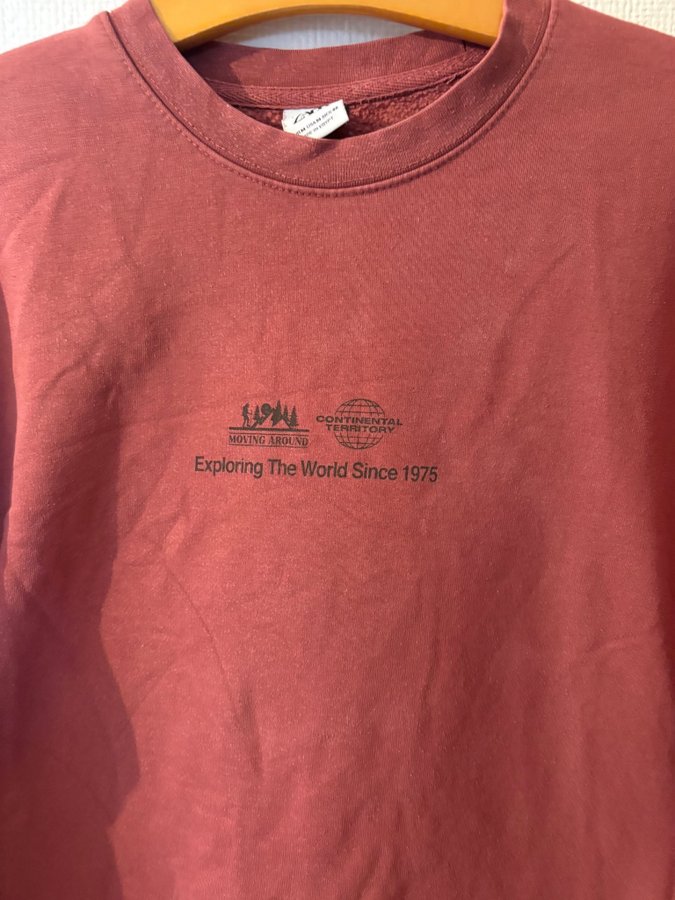 MOVING AROUND
CONTINENTAL
TERRITORY
Exploring The World Since 1975